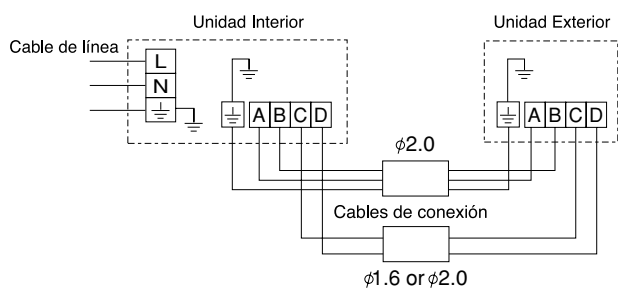 Unidad Interior
Unidad Exterior
Cable de línea
L
N
A B C D
A B C D
ϕ2.0
Cables de conexión
ϕ1.6 or ϕ2.0